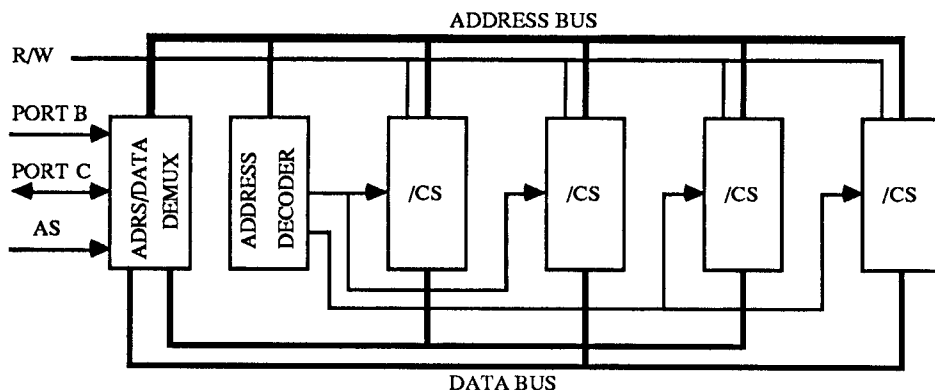 ADDRESS BUS
R/W
PORT B
PORT C
AS
ADRS/DATA
DEMUX
ADDRESS
DECODER
/CS
/CS
/CS
/CS
DATA BUS